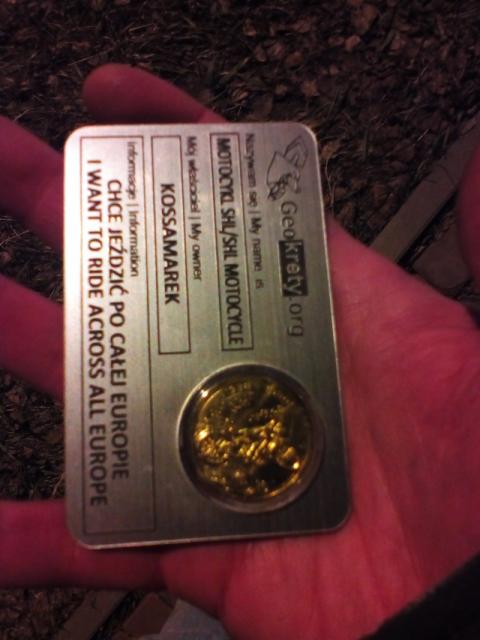 Geokrety.org
Nazywam się | My name is
MOTOCYKL SHL/SHL MOTOCYCLE
Mój właściciel | My owner
KOSSAMAREK
Informacje | Information
CHCĘ JEŹDZIĆ PO CAŁEJ EUROPIE
I WANT TO RIDE ACROSS ALL EUROPE